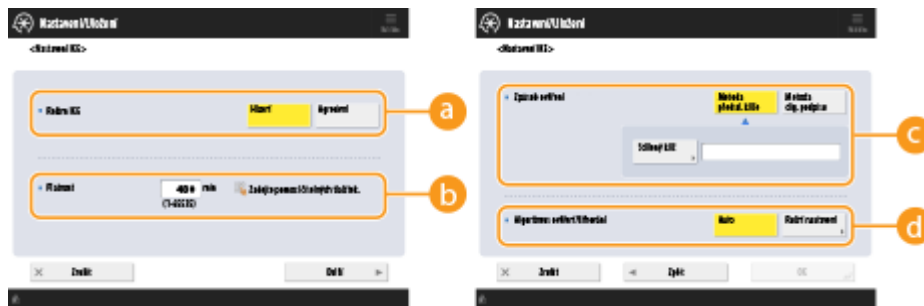 Nastavení/Uložení
<Nastavení IKE>
Režim IKE
Hlavní
Agresivní
a
Platnost
480 min
(1-65535)
Zadejte pomocí číselných tlačítek.
b
Zrušit
Další
Nastavení/Uložení
<Nastavení IKE>
Způsob ověření
Metoda
předsd. klíče
Metoda
dig. podpisu
Sdílený klíč
c
Algoritmus ověření/šifrování
Auto
Ruční nastavení
d
Zrušit
Zpět
OK